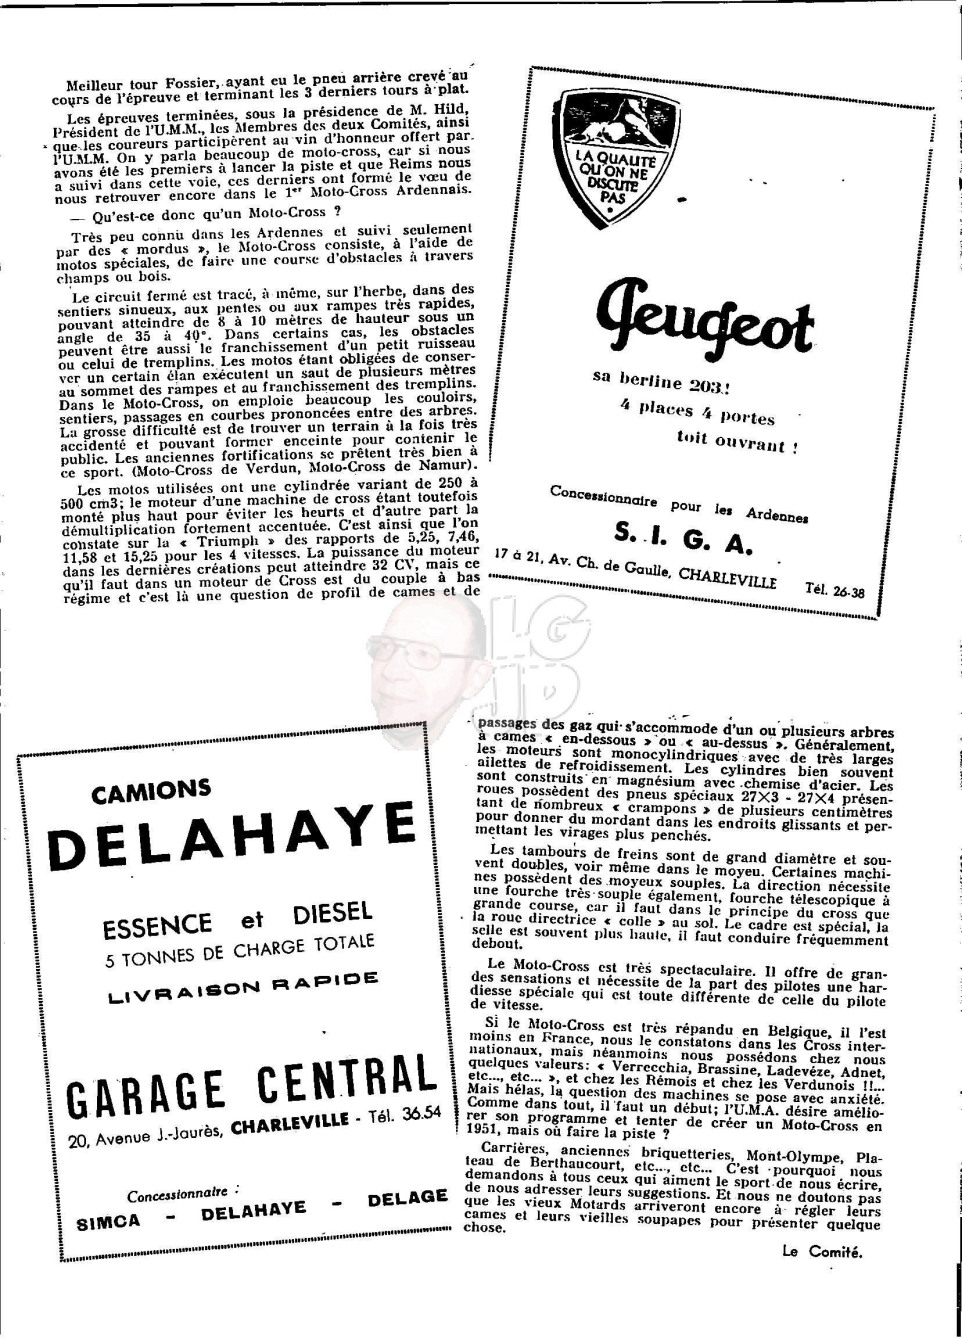 Meilleur tour Fossier, ayant eu le pneu arrière crevé au
cours de l'épreuve et terminant les 3 derniers tours à plat.
Les épreuves terminées, sous la présidence de M. Hild,
Président de l'U.M.M., les Membres des deux Comités, ainsi
que les coureurs participèrent au vin d'honneur offert par
l'U.M.M. On y parla beaucoup de moto-cross, car si nous
avons été les premiers à lancer la piste et que Reims nous
a suivi dans cette voie, ces derniers ont formé le vœu de
nous retrouver encore dans le 1er Moto-Cross Ardennais.
— Qu'est-ce donc qu'un Moto-Cross ?
Très peu connu dans les Ardennes et suivi seulement
par des « mordus », le Moto-Cross consiste, à l'aide de
motos spéciales, de faire une course d'obstacles à travers
champs ou bois.
Le circuit fermé est tracé, à même, sur l'herbe, dans des
sentiers sinueux, aux pentes ou aux rampes très rapides,
pouvant atteindre de 8 à 10 mètres de hauteur sous un
angle de 35 à 40°. Dans certains cas, les obstacles
peuvent être aussi le franchissement d'un petit ruisseau
ou celui de tremplins. Les motos étant obligées de conser-
ver un certain élan exécutent un saut de plusieurs mètres
au sommet des rampes et au franchissement des tremplins.
Dans le Moto-Cross, on emploie beaucoup les couloirs,
sentiers, passages en courbes prononcées entre des arbres.
La grosse difficulté est de trouver un terrain à la fois très
accidenté et pouvant former enceinte pour contenir le
public. Les anciennes fortifications se prêtent très bien à
ce sport. (Moto-Cross de Verdun, Moto-Cross de Namur).
Les motos utilisées ont une cylindrée variant de 250 à
500 cm3; le moteur d'une machine de cross étant toutefois
monté plus haut pour éviter les heurts et d'autre part la
démultiplication fortement accentuée. C'est ainsi que l'on
constate sur la « Triumph » des rapports de 5,25, 7,46,
11,58 et 15,25 pour les 4 vitesses. La puissance du moteur
dans les dernières créations peut atteindre 32 CV, mais ce
qu'il faut dans un moteur de Cross est du couple à bas
régime et c'est là une question de profil de cames et de
LA QUALITÉ
QU'ON NE
DISCUTE
PAS
Peugeot
sa berline 203!
4 places 4 portes
toit ouvrant !
Concessionnaire pour les Ardennes
S. I. G. A.
17 à 21, Av. Ch. de Gaulle, CHARLEVILLE Tél. 26-38
LG
JP
CAMIONS
DELAHAYE
ESSENCE et DIESEL
5 TONNES DE CHARGE TOTALE
LIVRAISON RAPIDE
GARAGE CENTRAL
20, Avenue J.-Jaurès, CHARLEVILLE - Tél. 36.54
Concessionnaire :
SIMCA - DELAHAYE - DELAGE
passages des gaz qui s'accommode d'un ou plusieurs arbres
à cames « en-dessous » ou « au-dessus ». Généralement,
les moteurs sont monocylindriques avec de très larges
ailettes de refroidissement. Les cylindres bien souvent
sont construits en magnésium avec chemise d'acier. Les
roues possèdent des pneus spéciaux 27X3 - 27X4 présen-
tant de nombreux « crampons » de plusieurs centimètres
pour donner du mordant dans les endroits glissants et per-
mettant les virages plus penchés.
Les tambours de freins sont de grand diamètre et sou-
vent doubles, voir même dans le moyeu. Certaines machi-
nes possèdent des moyeux souples. La direction nécessite
une fourche très souple également, fourche télescopique à
grande course, car il faut dans le principe du cross que
la roue directrice « colle » au sol. Le cadre est spécial, la
selle est souvent plus haute, il faut conduire fréquemment
debout.
Le Moto-Cross est très spectaculaire. Il offre de gran-
des sensations et nécessite de la part des pilotes une har-
diesse spéciale qui est toute différente de celle du pilote
de vitesse.
Si le Moto-Cross est très répandu en Belgique, il l'est
moins en France, nous le constatons dans les Cross inter-
nationaux, mais néanmoins nous possédons chez nous
quelques valeurs: « Verrecchia, Brassine, Ladevèze, Adnet,
etc..., etc... », et chez les Rémois et chez les Verdunois !!...
Mais hélas, la question des machines se pose avec anxiété.
Comme dans tout, il faut un début; l'U.M.A. désire amélio-
rer son programme et tenter de créer un Moto-Cross en
1951, mais où faire la piste ?
Carrières, anciennes briquetteries, Mont-Olympe, Pla-
teau de Berthaucourt, etc..., etc... C'est pourquoi nous
demandons à tous ceux qui aiment le sport de nous écrire,
de nous adresser leurs suggestions. Et nous ne doutons pas
que les vieux Motards arriveront encore à régler leurs
cames et leurs vieilles soupapes pour présenter quelque
chose.
Le Comité.